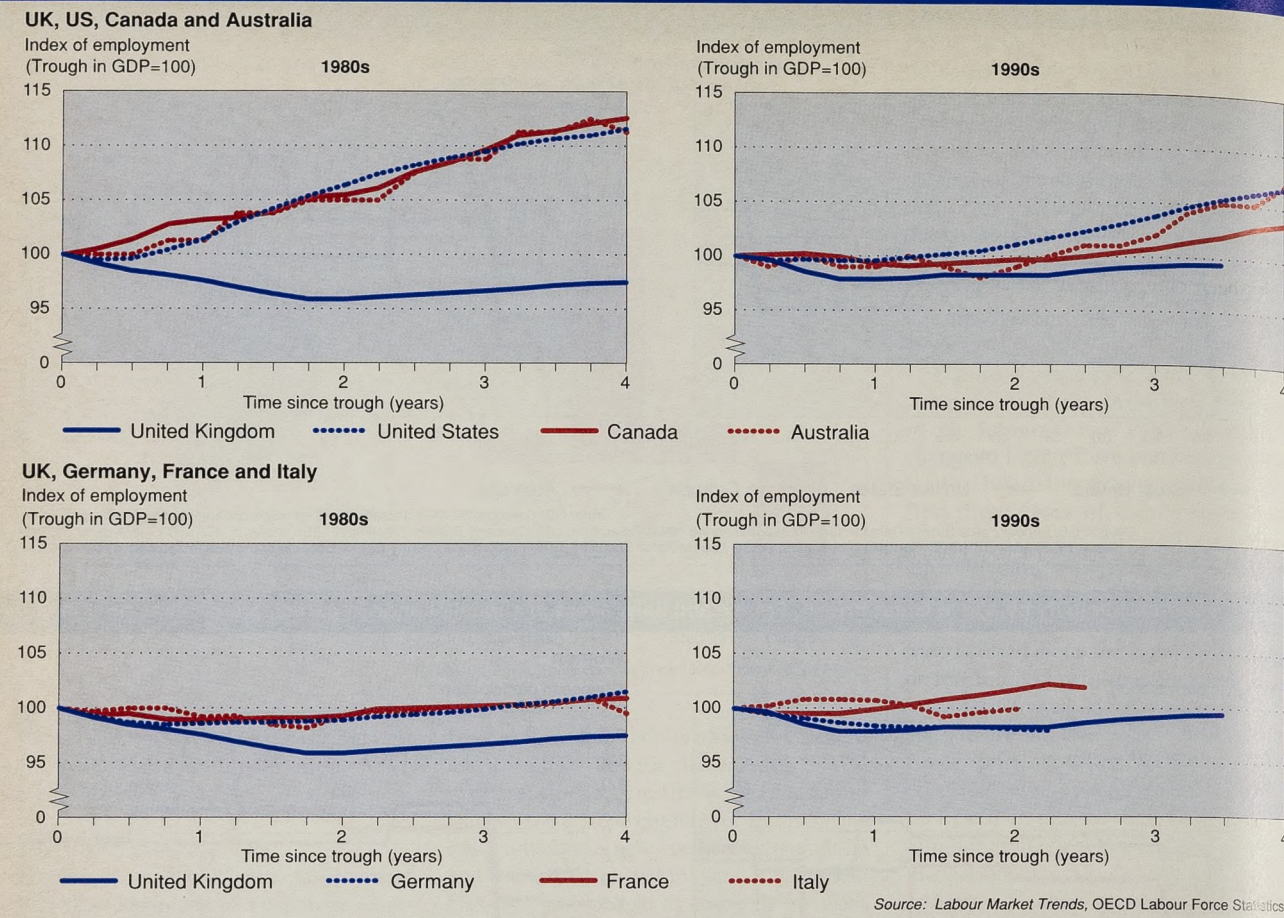 UK, US, Canada and Australia
Index of employment
(Trough in GDP=100)
1980s
115
110
105
100
95
0
0 1 2 3 4
Time since trough (years)
Index of employment
(Trough in GDP=100)
1990s
115
110
105
100
95
0
0 1 2 3
Time since trough (years)
United Kingdom United States Canada Australia
UK, Germany, France and Italy
Index of employment
(Trough in GDP=100)
1980s
115
110
105
100
95
0
0 1 2 3 4
Time since trough (years)
Index of employment
(Trough in GDP=100)
1990s
115
110
105
100
95
0
0 1 2 3
Time since trough (years)
United Kingdom Germany France Italy
Source: Labour Market Trends, OECD Labour Force Statistics